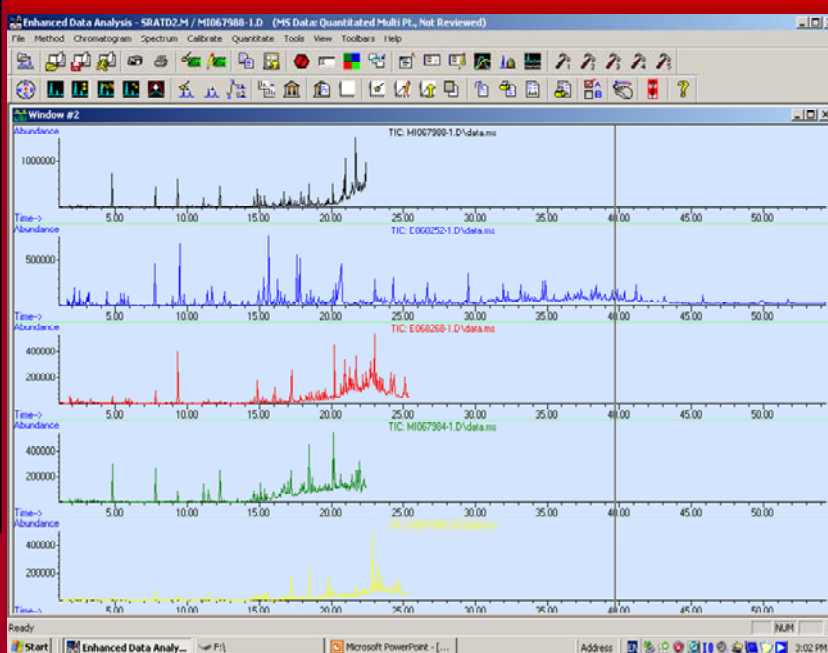 Enhanced Data Analysis - SRATD2.M / MI067988-1.D (MS Data: Quantitated Multi Pt., Not Reviewed)
File Method Chromatogram Spectrum Calibrate Quantitate Tools View Toolbars Help
Window #2
Abundance
TIC: MI067988-1.D\data.ms
1000000
Time-->
5.00 10.00 15.00 20.00 25.00 30.00 35.00 40.00 45.00 50.00
Abundance
TIC: E068252-1.D\data.ms
500000
Time-->
5.00 10.00 15.00 20.00 25.00 30.00 35.00 40.00 45.00 50.00
Abundance
TIC: E068268-1.D\data.ms
400000
200000
Time-->
5.00 10.00 15.00 20.00 25.00 30.00 35.00 40.00 45.00 50.00
Abundance
TIC: MI067984-1.D\data.ms
400000
200000
Time-->
5.00 10.00 15.00 20.00 25.00 30.00 35.00 40.00 45.00 50.00
Abundance
400000
200000
Time-->
5.00 10.00 15.00 20.00 25.00 30.00 35.00 40.00 45.00 50.00
Ready
NUM
Start Enhanced Data Analy... F:\ Microsoft PowerPoint - [... Address 3:02 PM